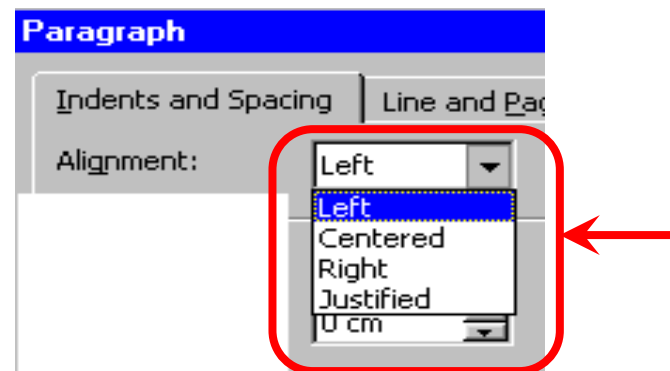 Paragraph
Indents and Spacing Line and Pag
Alignment: Left
Left
Centered
Right
Justified
0 cm